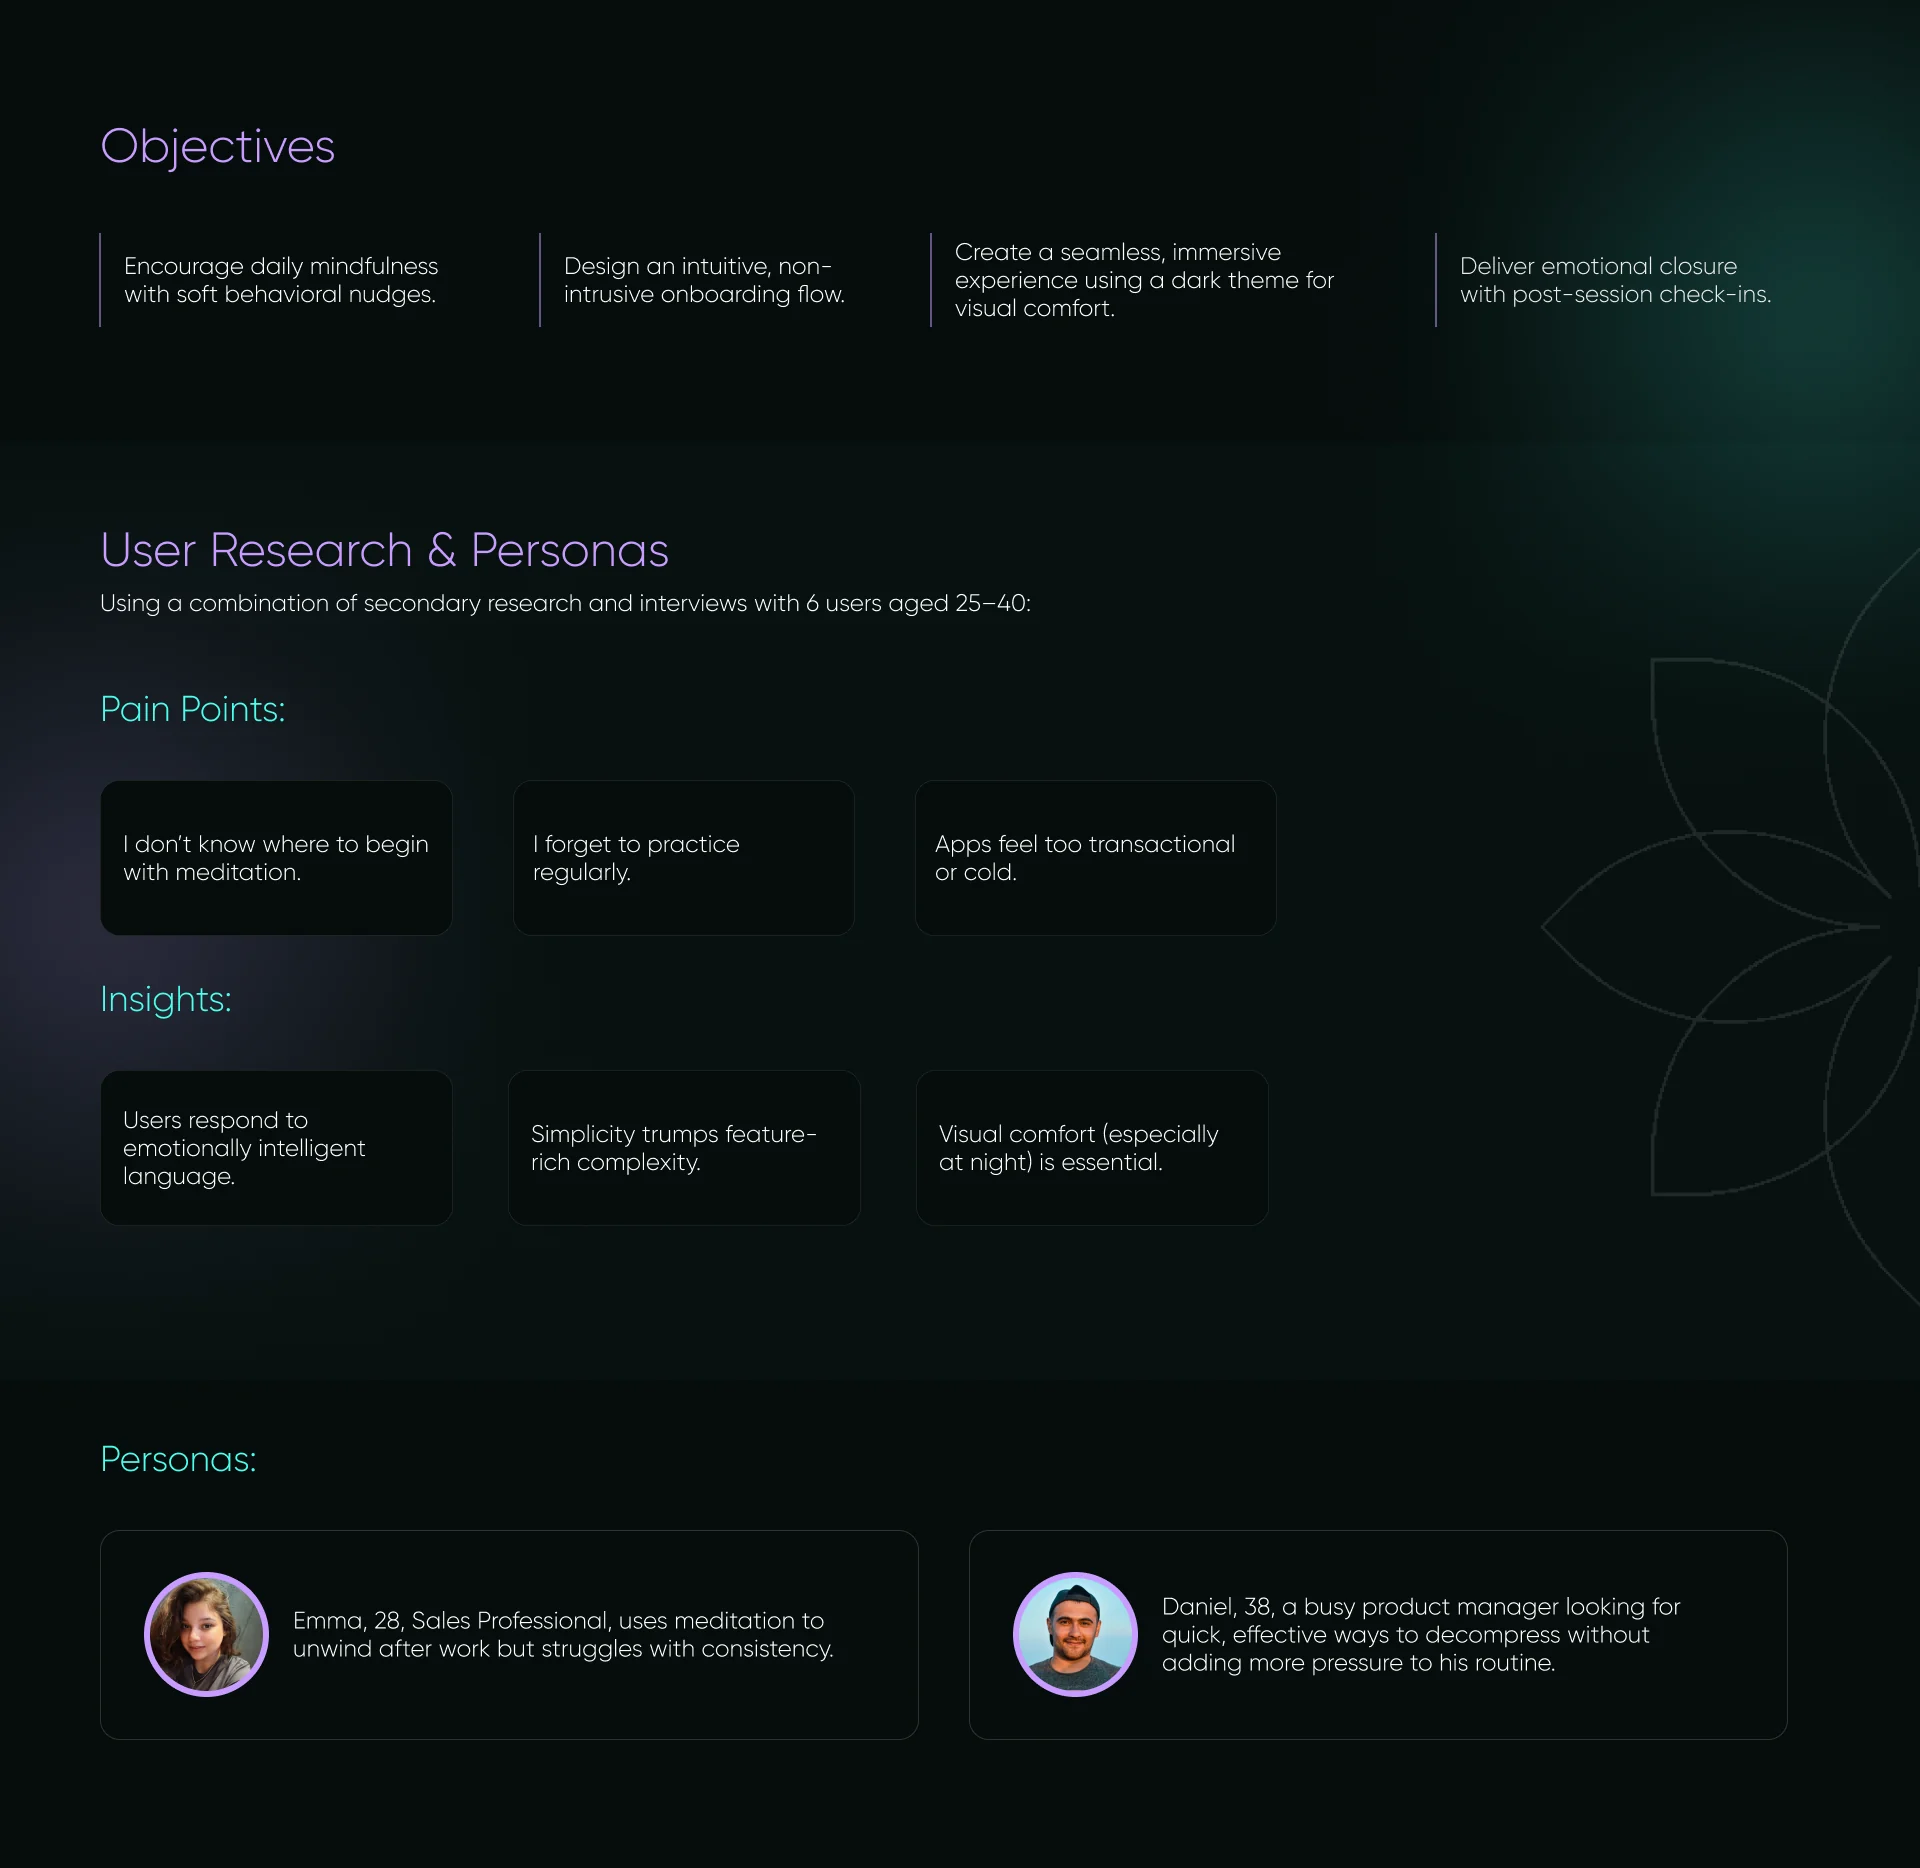 Objectives
Encourage daily mindfulness
with soft behavioral nudges.
Design an intuitive, non-
intrusive onboarding flow.
Create a seamless, immersive
experience using a dark theme for
visual comfort.
Deliver emotional closure
with post-session check-ins.
User Research & Personas
Using a combination of secondary research and interviews with 6 users aged 25–40:
Pain Points:
I don’t know where to begin
with meditation.
I forget to practice
regularly.
Apps feel too transactional
or cold.
Insights:
Users respond to
emotionally intelligent
language.
Simplicity trumps feature-
rich complexity.
Visual comfort (especially
at night) is essential.
Personas:
Emma, 28, Sales Professional, uses meditation to
unwind after work but struggles with consistency.
Daniel, 38, a busy product manager looking for
quick, effective ways to decompress without
adding more pressure to his routine.